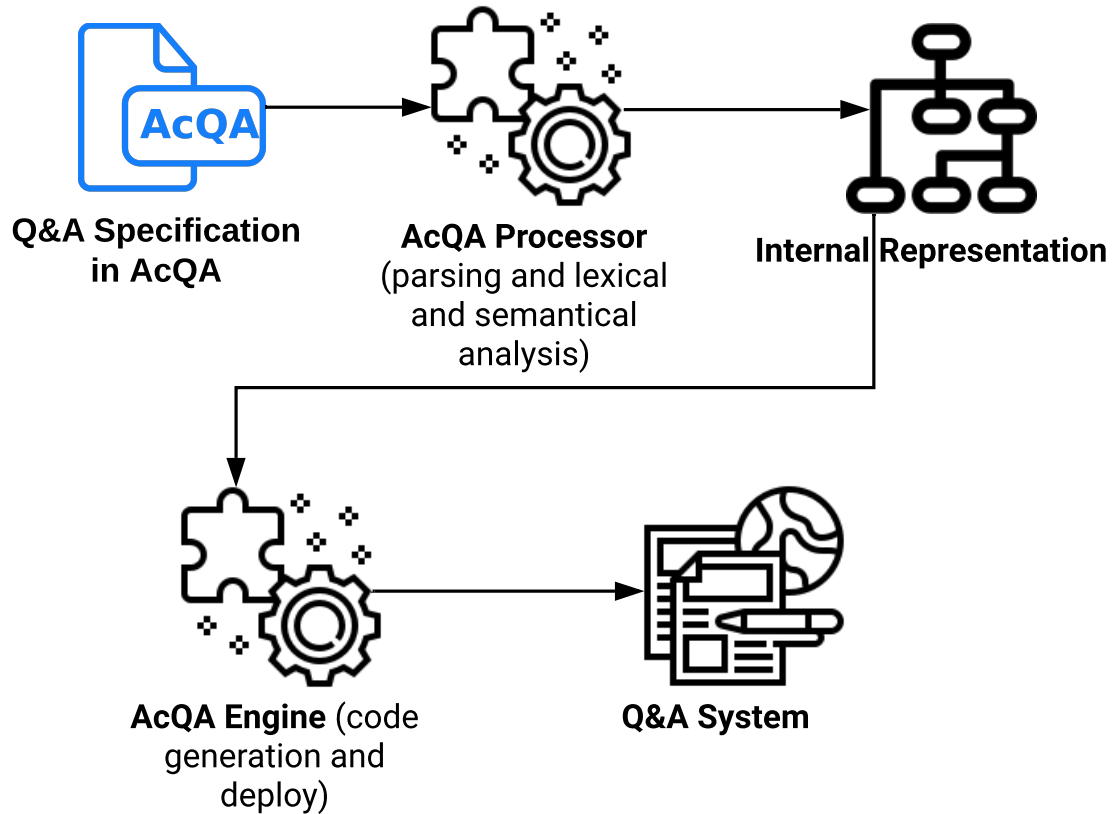 AcQA
Q&A Specification
in AcQA
AcQA Processor
(parsing and lexical
and semantical
analysis)
Internal Representation
AcQA Engine (code
generation and
deploy)
Q&A System